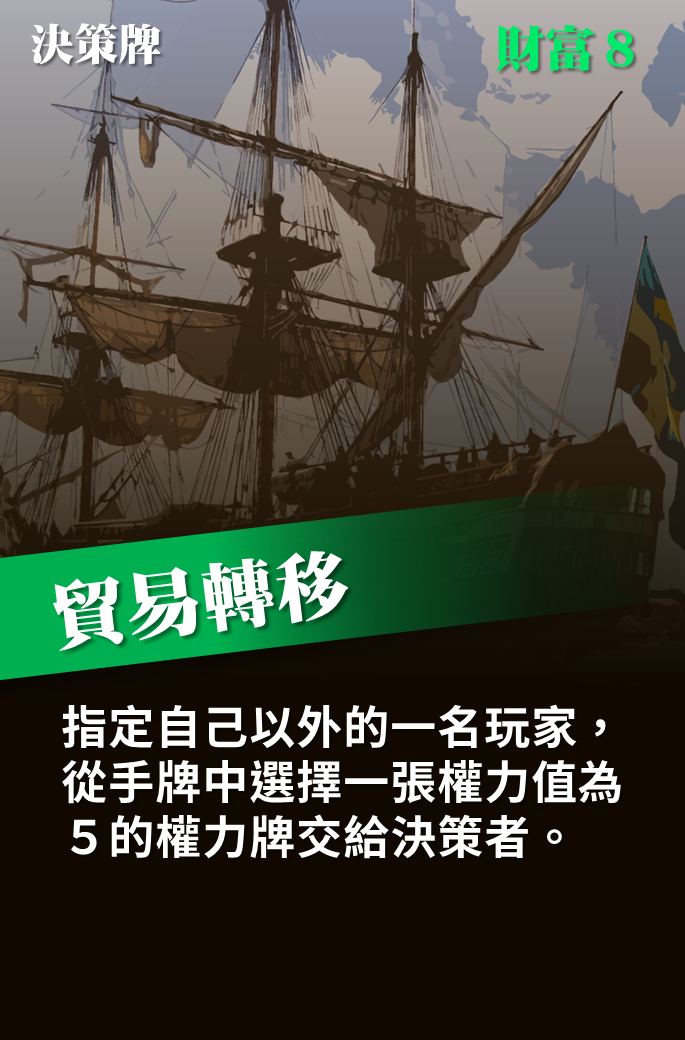 決策牌
財富８
貿易轉移
指定自己以外的一名玩家，
從手牌中選擇一張權力值為
５的權力牌交給決策者。